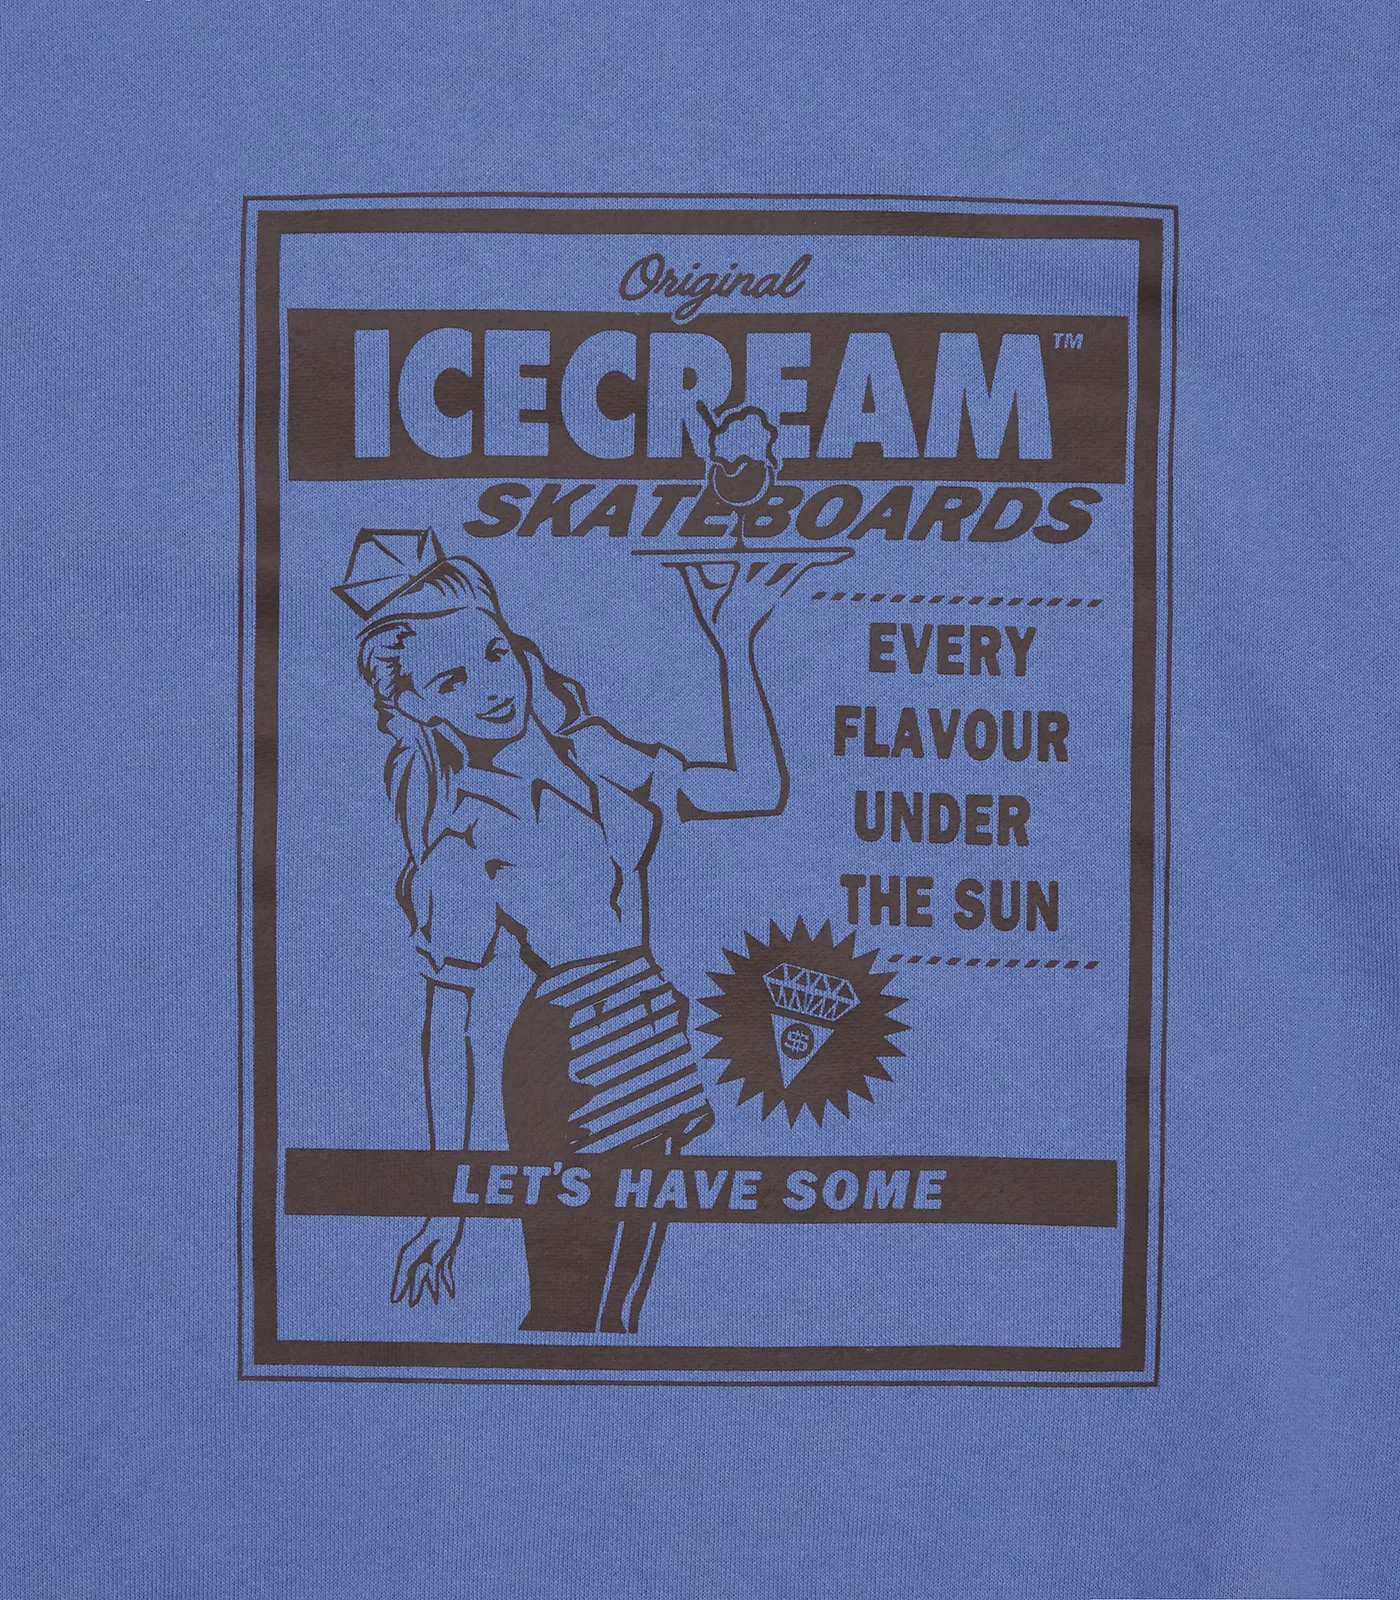 Original
ICECREAM™
SKATEBOARDS
EVERY
FLAVOUR
UNDER
THE SUN
$
LET'S HAVE SOME